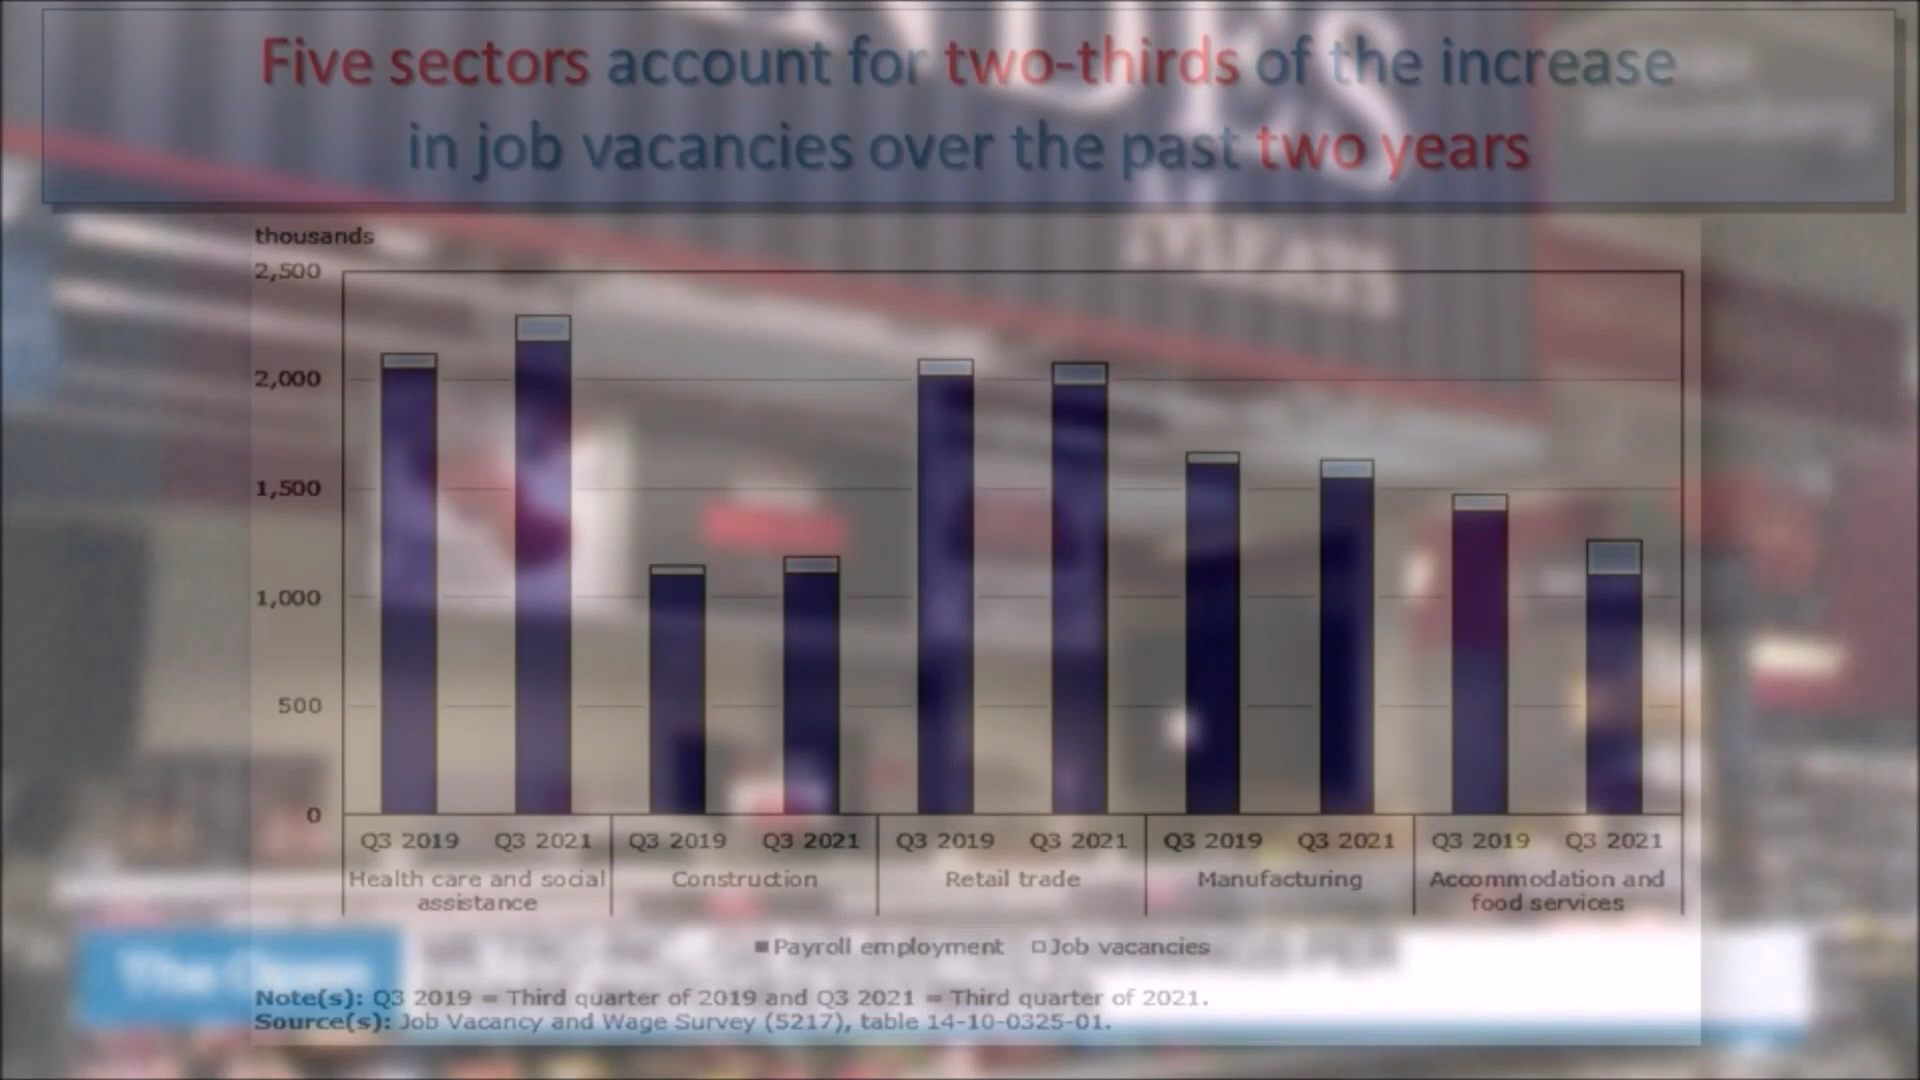 Five sectors account for two-thirds of the increase
in job vacancies over the past two years
thousands
2,500
2,000
1,500
1,000
500
0
Q3 2019 Q3 2021 Q3 2019 Q3 2021 Q3 2019 Q3 2021 Q3 2019 Q3 2021 Q3 2019 Q3 2021
Health care and social assistance
Construction
Retail trade
Manufacturing
Accommodation and food services
Payroll employment Job vacancies
Note(s): Q3 2019 = Third quarter of 2019 and Q3 2021 = Third quarter of 2021.
Source(s): Job Vacancy and Wage Survey (5217), table 14-10-0325-01.
MEATS
The Open